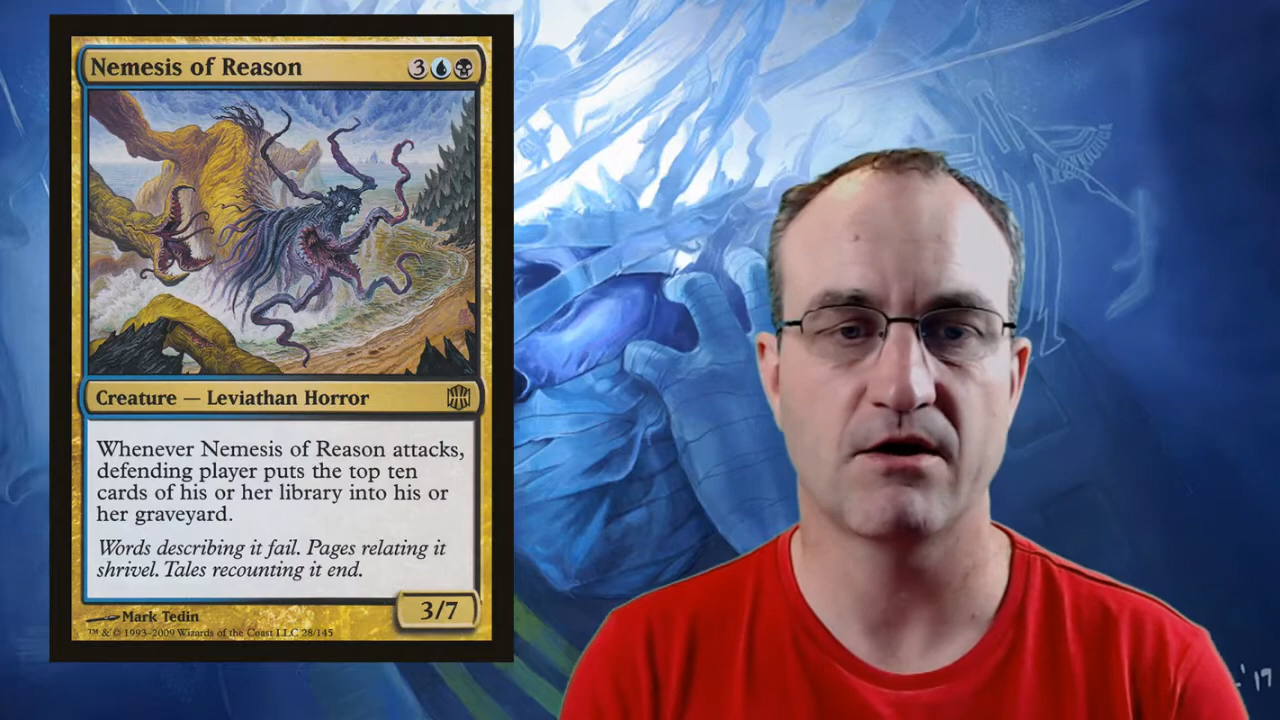 Nemesis of Reason 3
Creature — Leviathan Horror
Whenever Nemesis of Reason attacks,
defending player puts the top ten
cards of his or her library into his or
her graveyard.
Words describing it fail. Pages relating it
shrivel. Tales recounting it end.
3/7
Mark Tedin
™ & © 1993–2009 Wizards of the Coast LLC 28/145
'17